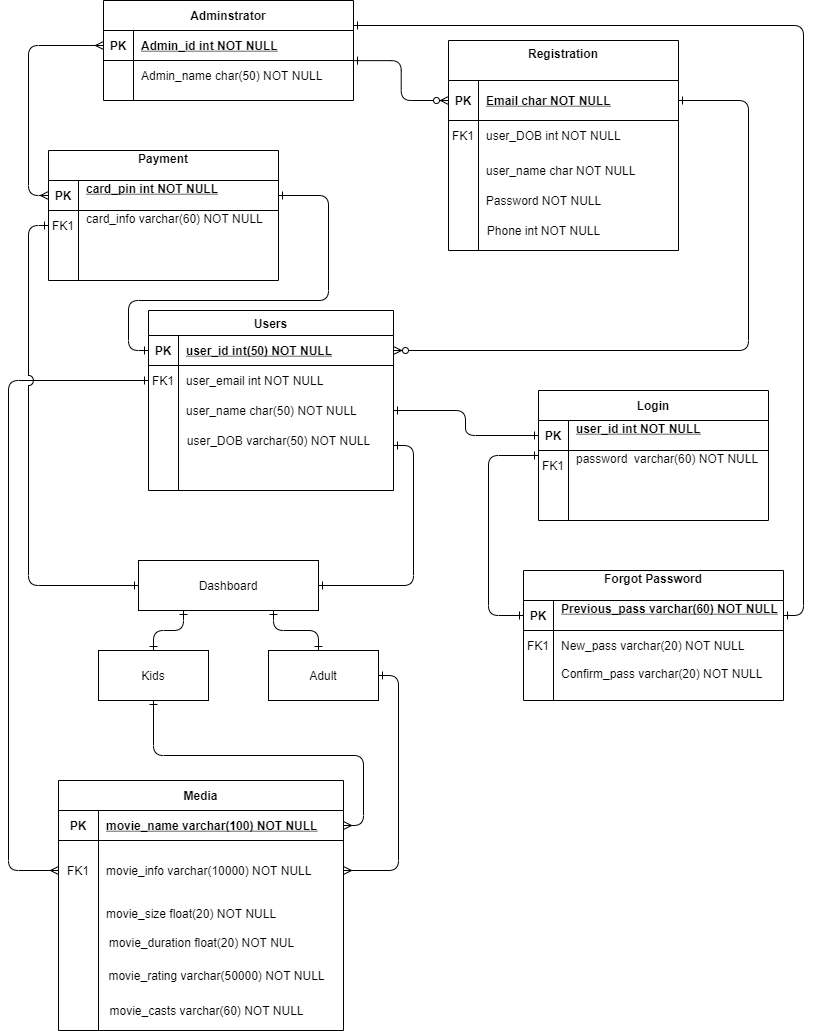 Adminstrator
PK Admin_id int NOT NULL
Admin_name char(50) NOT NULL
Registration
PK Email char NOT NULL
FK1 user_DOB int NOT NULL
user_name char NOT NULL
Password NOT NULL
Phone int NOT NULL
Payment
PK card_pin int NOT NULL
FK1 card_info varchar(60) NOT NULL
Users
PK user_id int(50) NOT NULL
FK1 user_email int NOT NULL
user_name char(50) NOT NULL
user_DOB varchar(50) NOT NULL
Login
PK user_id int NOT NULL
FK1 password varchar(60) NOT NULL
Dashboard
Forgot Password
PK Previous_pass varchar(60) NOT NULL
FK1 New_pass varchar(20) NOT NULL
Confirm_pass varchar(20) NOT NULL
Kids
Adult
Media
PK movie_name varchar(100) NOT NULL
FK1 movie_info varchar(10000) NOT NULL
movie_size float(20) NOT NULL
movie_duration float(20) NOT NUL
movie_rating varchar(50000) NOT NULL
movie_casts varchar(60) NOT NULL